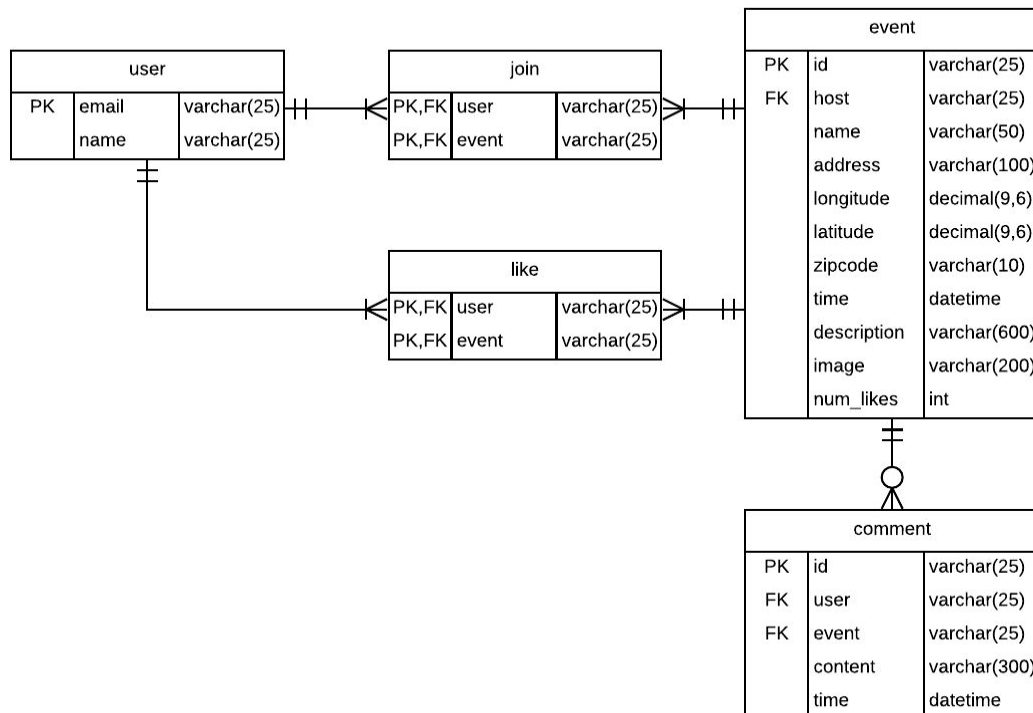 user
PK email varchar(25)
name varchar(25)
join
PK,FK user varchar(25)
PK,FK event varchar(25)
like
PK,FK user varchar(25)
PK,FK event varchar(25)
event
PK id varchar(25)
FK host varchar(25)
name varchar(50)
address varchar(100)
longitude decimal(9,6)
latitude decimal(9,6)
zipcode varchar(10)
time datetime
description varchar(600)
image varchar(200)
num_likes int
comment
PK id varchar(25)
FK user varchar(25)
FK event varchar(25)
content varchar(300)
time datetime